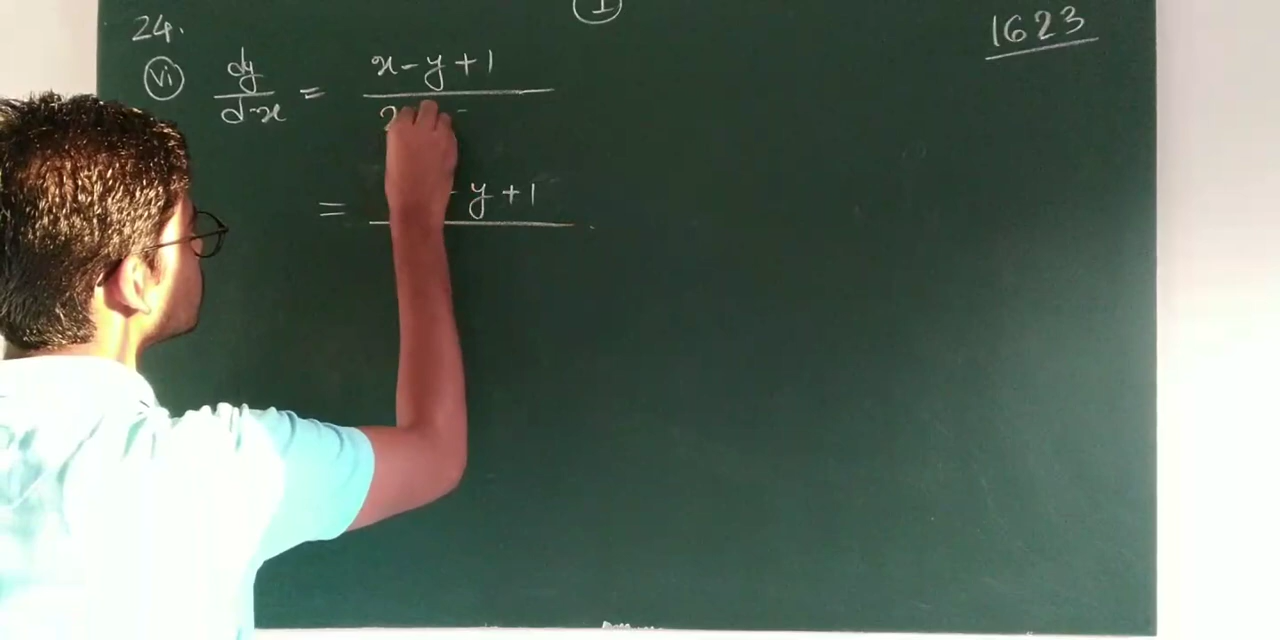 I
1623
24.
(vi) dy/dx = x - y + 1
= - y + 1